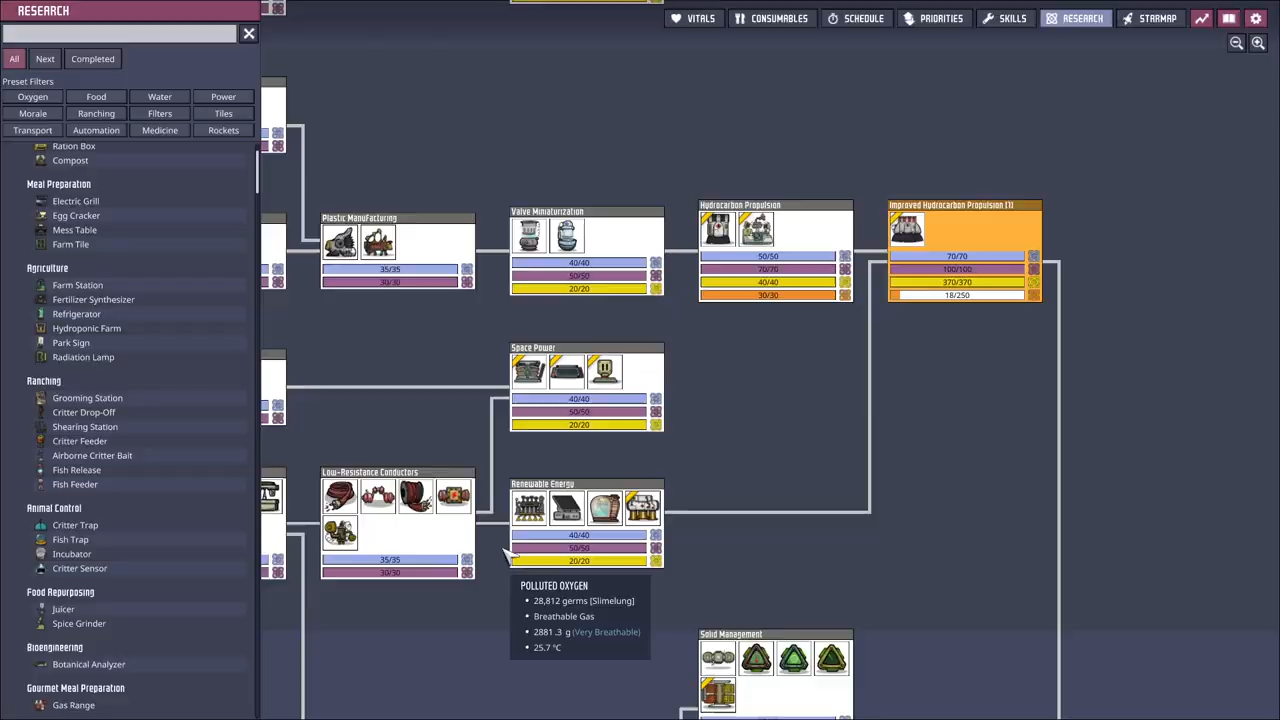 RESEARCH
VITALS
CONSUMABLES
SCHEDULE
PRIORITIES
SKILLS
RESEARCH
STARMAP
All
Next
Completed
Preset Filters
Oxygen
Food
Water
Power
Morale
Ranching
Filters
Tiles
Transport
Automation
Medicine
Rockets
Ration Box
Compost
Meal Preparation
Electric Grill
Egg Cracker
Mess Table
Farm Tile
Agriculture
Farm Station
Fertilizer Synthesizer
Refrigerator
Hydroponic Farm
Park Sign
Radiation Lamp
Ranching
Grooming Station
Critter Drop-Off
Shearing Station
Critter Feeder
Airborne Critter Bait
Fish Release
Fish Feeder
Animal Control
Critter Trap
Fish Trap
Incubator
Critter Sensor
Food Repurposing
Juicer
Spice Grinder
Bioengineering
Botanical Analyzer
Gourmet Meal Preparation
Gas Range
Plastic Manufacturing
35/35
30/30
Valve Miniaturization
40/40
50/50
20/20
Hydrocarbon Propulsion
50/50
70/70
40/40
30/30
Improved Hydrocarbon Propulsion [1]
70/70
100/100
370/370
18/250
Space Power
40/40
50/50
20/20
Low-Resistance Conductors
35/35
30/30
Renewable Energy
40/40
50/50
20/20
POLLUTED OXYGEN
• 28,812 germs [Slimelung]
• Breathable Gas
• 2881.3 g (Very Breathable)
• 25.7 °C
Solid Management